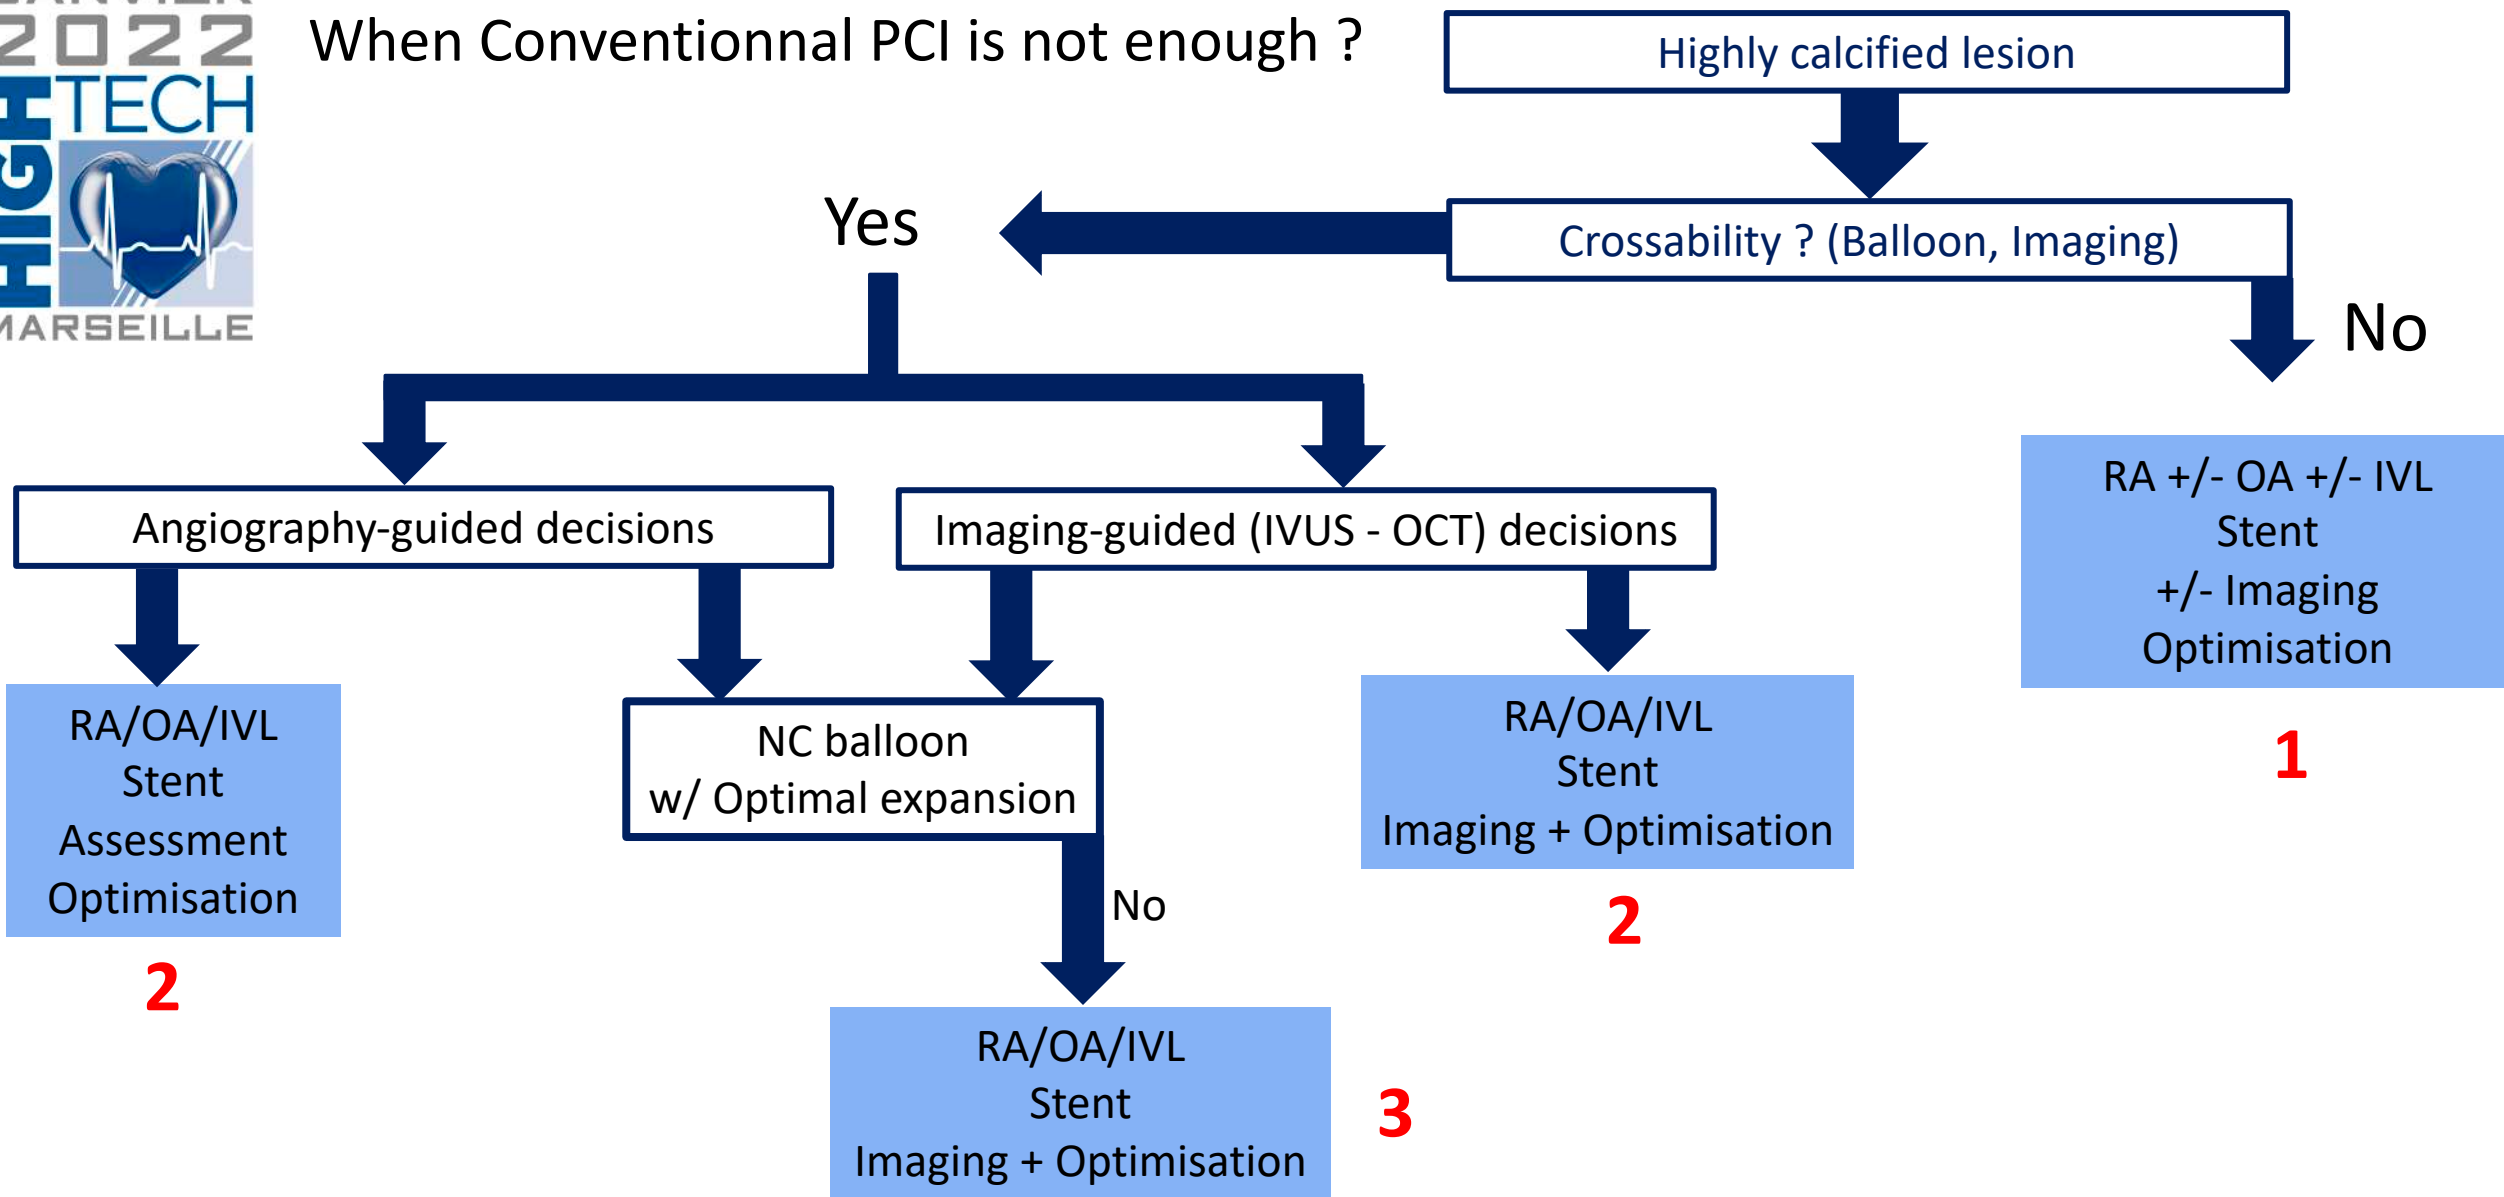 2022
HIGH
TECH
MARSEILLE
When Conventionnal PCI is not enough ?
Highly calcified lesion
Crossability ? (Balloon, Imaging)
Yes
No
Angiography-guided decisions
Imaging-guided (IVUS - OCT) decisions
RA +/- OA +/- IVL
Stent
+/- Imaging
Optimisation
1
RA/OA/IVL
Stent
Assessment
Optimisation
2
NC balloon
w/ Optimal expansion
RA/OA/IVL
Stent
Imaging + Optimisation
2
No
RA/OA/IVL
Stent
Imaging + Optimisation
3